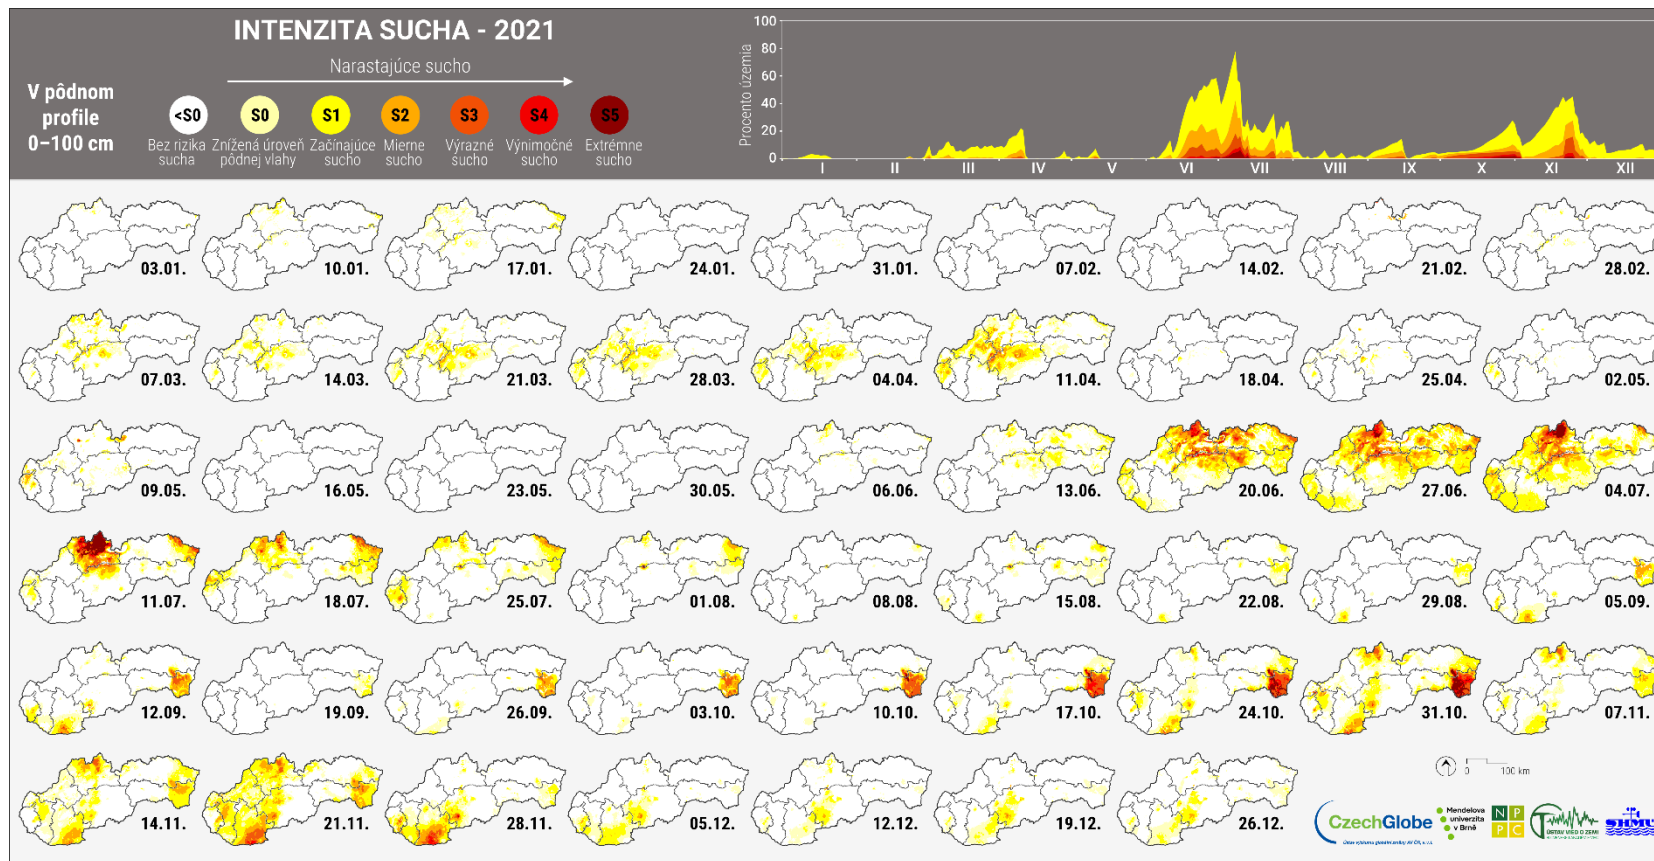 INTENZITA SUCHA - 2021
Narastajúce sucho
V pôdnom
profile
0–100 cm
<S0 S0 S1 S2 S3 S4 S5
Bez rizika sucha
Znížená úroveň pôdnej vlahy
Začínajúce sucho
Mierne sucho
Výrazné sucho
Výnimočné sucho
Extrémne sucho
Procento územia
100
80
60
40
20
0
I II III IV V VI VII VIII IX X XI XII
03.01. 10.01. 17.01. 24.01. 31.01. 07.02. 14.02. 21.02. 28.02.
07.03. 14.03. 21.03. 28.03. 04.04. 11.04. 18.04. 25.04. 02.05.
09.05. 16.05. 23.05. 30.05. 06.06. 13.06. 20.06. 27.06. 04.07.
11.07. 18.07. 25.07. 01.08. 08.08. 15.08. 22.08. 29.08. 05.09.
12.09. 19.09. 26.09. 03.10. 10.10. 17.10. 24.10. 31.10. 07.11.
14.11. 21.11. 28.11. 05.12. 12.12. 19.12. 26.12.
0 100 km
CzechGlobe
Mendelova
univerzita
v Brně
NP
PC
ÚSTAV VIED O ZEMI
SHMÚ